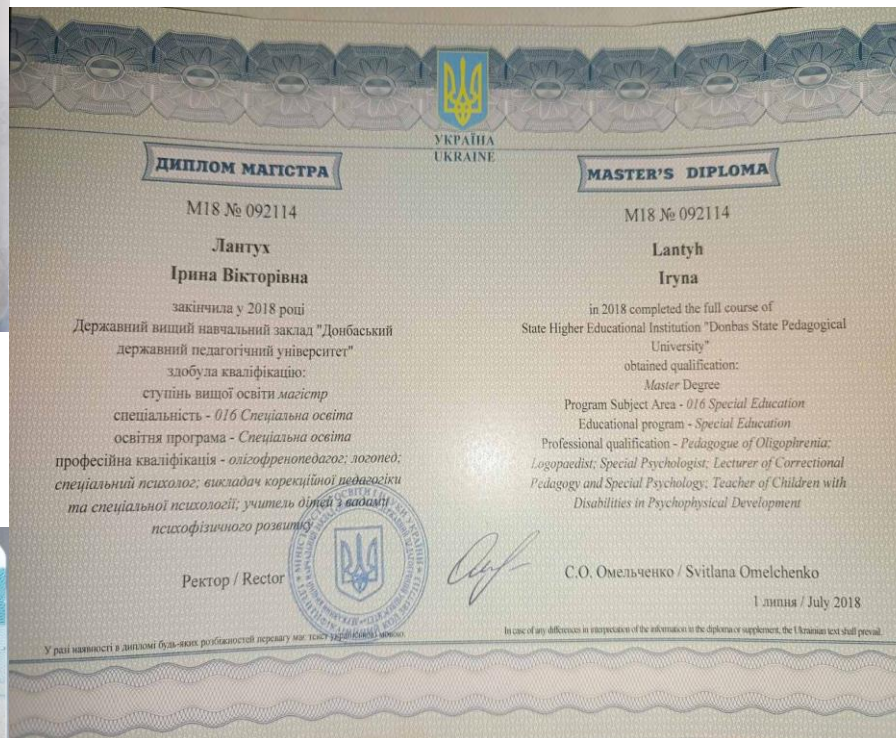 УКРАЇНА
UKRAINE
ДИПЛОМ МАГІСТРА
М18 № 092114
Лантух
Ірина Вікторівна
закінчила у 2018 році
Державний вищий навчальний заклад "Донбаський
державний педагогічний університет"
здобула кваліфікацію:
ступінь вищої освіти магістр
спеціальність - 016 Спеціальна освіта
освітня програма - Спеціальна освіта
професійна кваліфікація - олігофренопедагог; логопед;
спеціальний психолог; викладач корекційної педагогіки
та спеціальної психології; учитель дітей з вадами
психофізичного розвитку
Ректор / Rector
У разі наявності в дипломі будь-яких розбіжностей перевагу має текст українською мовою.
MASTER'S DIPLOMA
M18 № 092114
Lantyh
Iryna
in 2018 completed the full course of
State Higher Educational Institution "Donbas State Pedagogical
University"
obtained qualification:
Master Degree
Program Subject Area - 016 Special Education
Educational program - Special Education
Professional qualification - Pedagogue of Oligophrenia;
Logopaedist; Special Psychologist; Lecturer of Correctional
Pedagogy and Special Psychology; Teacher of Children with
Disabilities in Psychophysical Development
С.О. Омельченко / Svitlana Omelchenko
1 липня / July 2018
In case of any differences in interpretation of the information in the diploma or supplement, the Ukrainian text shall prevail.